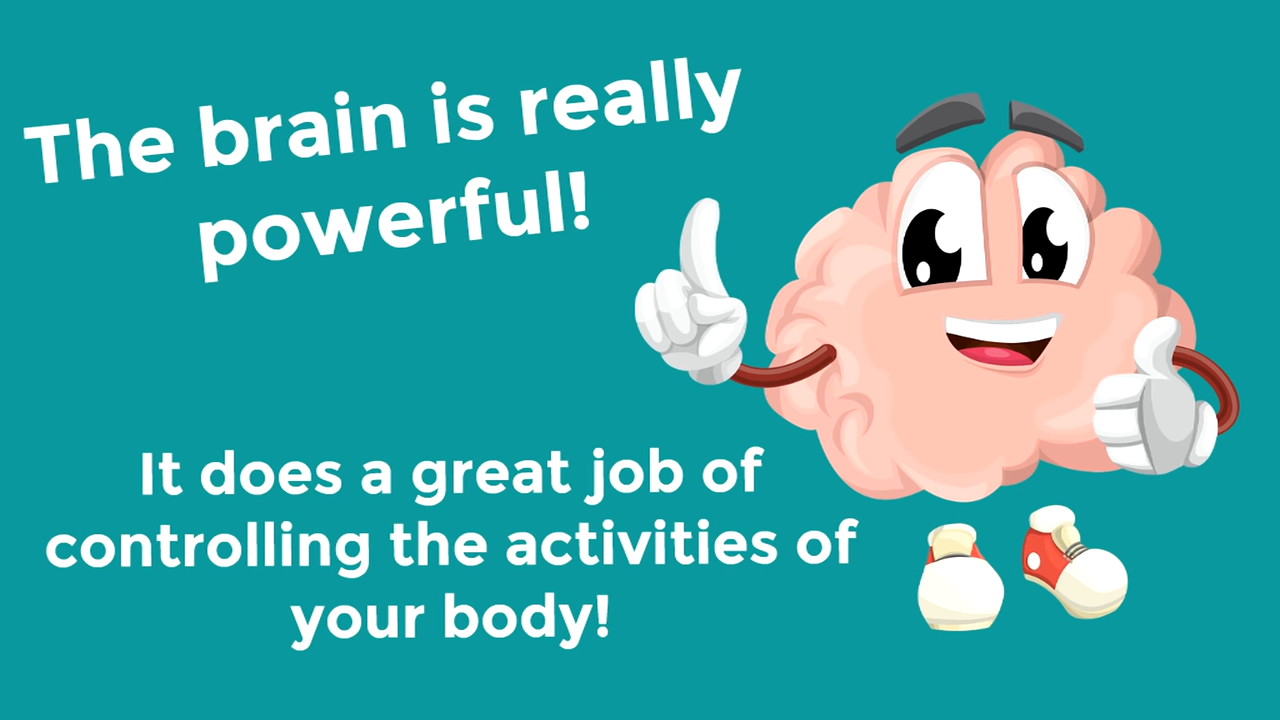 The brain is really
powerful!
It does a great job of
controlling the activities of
your body!